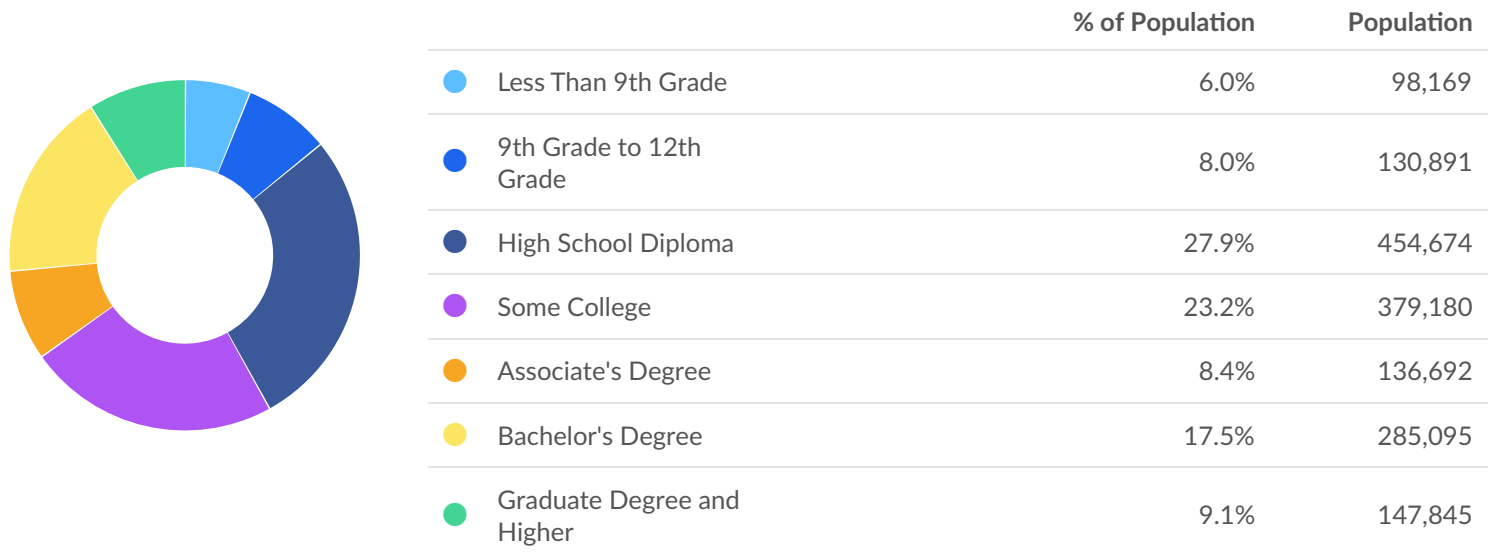 % of Population Population
Less Than 9th Grade 6.0% 98,169
9th Grade to 12th
Grade 8.0% 130,891
High School Diploma 27.9% 454,674
Some College 23.2% 379,180
Associate's Degree 8.4% 136,692
Bachelor's Degree 17.5% 285,095
Graduate Degree and
Higher 9.1% 147,845